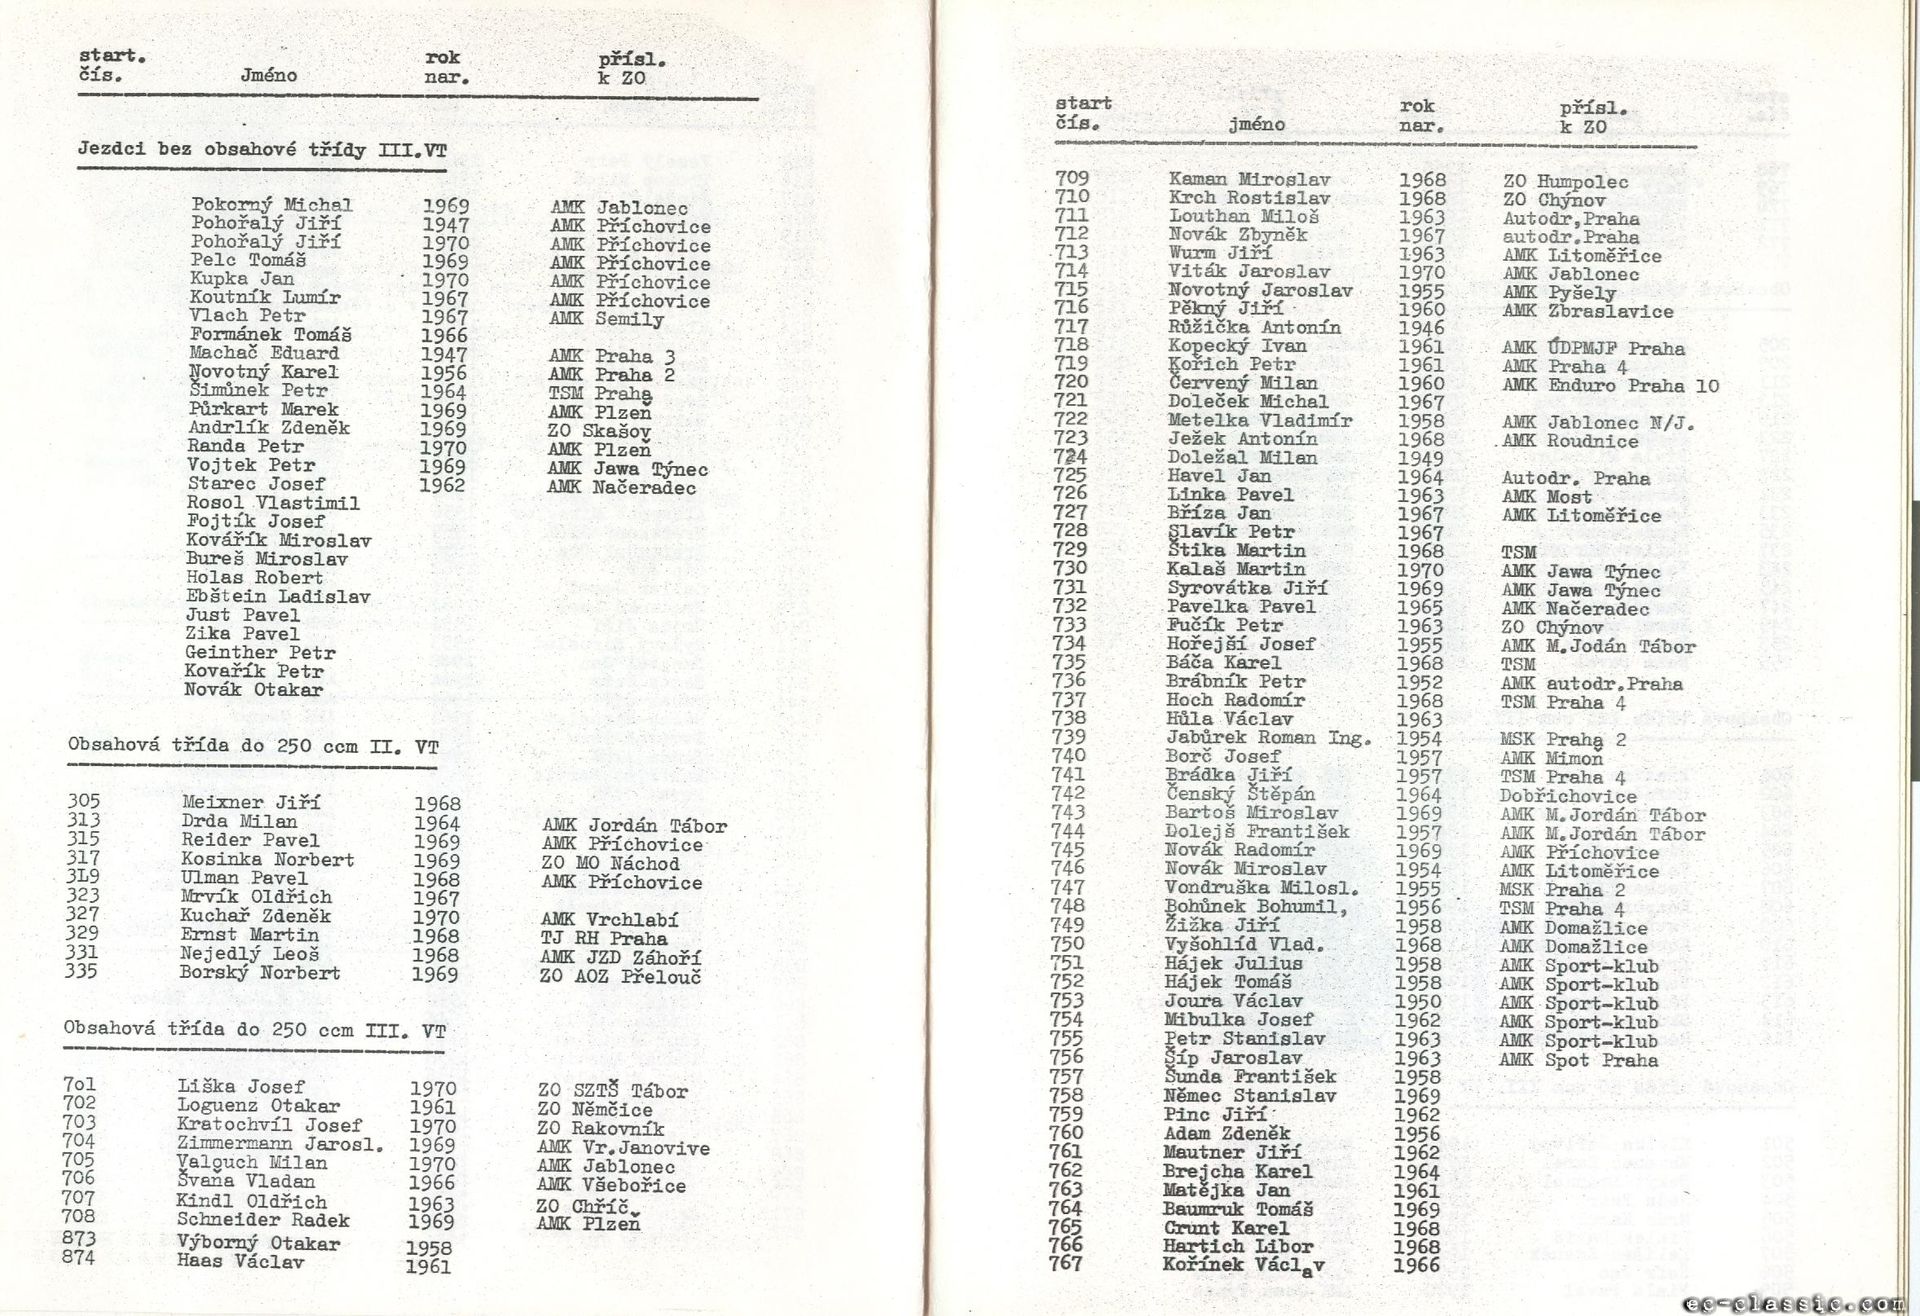 start. rok přísl.
čís. Jméno nar. k ZO
Jezdci bez obsahové třídy III.VT
Pokorný Michal 1969 AMK Jablonec
Pohořalý Jiří 1947 AMK Příchovice
Pohořalý Jiří 1970 AMK Příchovice
Pelc Tomáš 1969 AMK Příchovice
Kupka Jan 1970 AMK Příchovice
Koutník Lumír 1967 AMK Příchovice
Vlach Petr 1967 AMK Semily
Formánek Tomáš 1966
Machač Eduard 1947 AMK Praha 3
Novotný Karel 1956 AMK Praha 2
Šimůnek Petr 1964 TSM Praha
Půrkart Marek 1969 AMK Plzeň
Andrlík Zdeněk 1969 ZO Skašov
Randa Petr 1970 AMK Plzeň
Vojtek Petr 1969 AMK Jawa Týnec
Starec Josef 1962 AMK Načeradec
Rosol Vlastimil
Fojtík Josef
Kovářík Miroslav
Bureš Miroslav
Holas Robert
Ebštein Ladislav
Just Pavel
Zika Pavel
Geinther Petr
Kovařík Petr
Novák Otakar
Obsahová třída do 250 ccm II. VT
305 Meixner Jiří 1968
313 Drda Milan 1964 AMK Jordán Tábor
315 Reider Pavel 1969 AMK Příchovice
317 Kosinka Norbert 1969 ZO MO Náchod
3L9 Ulman Pavel 1968 AMK Příchovice
323 Mrvík Oldřich 1967
327 Kuchař Zdeněk 1970 AMK Vrchlabí
329 Ernst Martin 1968 TJ RH Praha
331 Nejedlý Leoš 1968 AMK JZD Záhoří
335 Borský Norbert 1969 ZO AOZ Přelouč
Obsahová třída do 250 ccm III. VT
7o1 Liška Josef 1970 ZO SZTŠ Tábor
702 Loguenz Otakar 1961 ZO Němčice
703 Kratochvíl Josef 1970 ZO Rakovník
704 Zimmermann Jarosl. 1969 AMK Vr.Janovive
705 Valouch Milan 1970 AMK Jablonec
706 Švaňa Vladan 1966 AMK Všebořice
707 Kindl Oldřich 1963 ZO Chříč
708 Schneider Radek 1969 AMK Plzeň
873 Výborný Otakar 1958
874 Haas Václav 1961
start rok přísl.
čís. jméno nar. k ZO
709 Kaman Miroslav 1968 ZO Humpolec
710 Krch Rostislav 1968 ZO Chýnov
711 Louthan Miloš 1963 Autodr,Praha
712 Novák Zbyněk 1967 autodr.Praha
713 Wurm Jiří 1963 AMK Litoměřice
714 Viták Jaroslav 1970 AMK Jablonec
715 Novotný Jaroslav 1955 AMK Pyšely
716 Pěkný Jiří 1960 AMK Zbraslavice
717 Růžička Antonín 1946
718 Kopecký Ivan 1961 AMK ÚDPMJF Praha
719 Kořich Petr 1961 AMK Praha 4
720 Červený Milan 1960 AMK Enduro Praha 10
721 Doleček Michal 1967
722 Metelka Vladimír 1958 AMK Jablonec N/J.
723 Ježek Antonín 1968 .AMK Roudnice
724 Doležal Milan 1949
725 Havel Jan 1964 Autodr. Praha
726 Linka Pavel 1963 AMK Most
727 Bříza Jan 1967 AMK Litoměřice
728 Slavík Petr 1967
729 Štika Martin 1968 TSM
730 Kalaš Martin 1970 AMK Jawa Týnec
731 Syrovátka Jiří 1969 AMK Jawa Týnec
732 Pavelka Pavel 1965 AMK Načeradec
733 Fučík Petr 1963 ZO Chýnov
734 Hořejší Josef 1955 AMK M.Jodán Tábor
735 Báča Karel 1968 TSM
736 Brábník Petr 1952 AMK autodr.Praha
737 Hoch Radomír 1968 TSM Praha 4
738 Hůla Václav 1963
739 Jabůrek Roman Ing. 1954 MSK Praha 2
740 Borč Josef 1957 AMK Mimoň
741 Brádka Jiří 1957 TSM Praha 4
742 Čenský Štěpán 1964 Dobřichovice
743 Bartoš Miroslav 1969 AMK M.Jordán Tábor
744 Dolejš František 1957 AMK M.Jordán Tábor
745 Novák Radomír 1969 AMK Příchovice
746 Novák Miroslav 1954 AMK Litoměřice
747 Vondruška Milosl. 1955 MSK Praha 2
748 Bohůnek Bohumil, 1956 TSM Praha 4
749 Žižka Jiří 1958 AMK Domažlice
750 Vyšohlíd Vlad. 1968 AMK Domažlice
751 Hájek Julius 1958 AMK Sport-klub
752 Hájek Tomáš 1958 AMK Sport-klub
753 Joura Václav 1950 AMK Sport-klub
754 Mibulka Josef 1962 AMK Sport-klub
755 Petr Stanislav 1963 AMK Sport-klub
756 Šíp Jaroslav 1963 AMK Spot Praha
757 Šunda František 1958
758 Němec Stanislav 1969
759 Pinc Jiří 1962
760 Adam Zdeněk 1956
761 Mautner Jiří 1962
762 Brejcha Karel 1964
763 Matějka Jan 1961
764 Baumruk Tomáš 1969
765 Crunt Karel 1968
766 Hartich Libor 1968
767 Kořínek Václav 1966
ec-classic.com